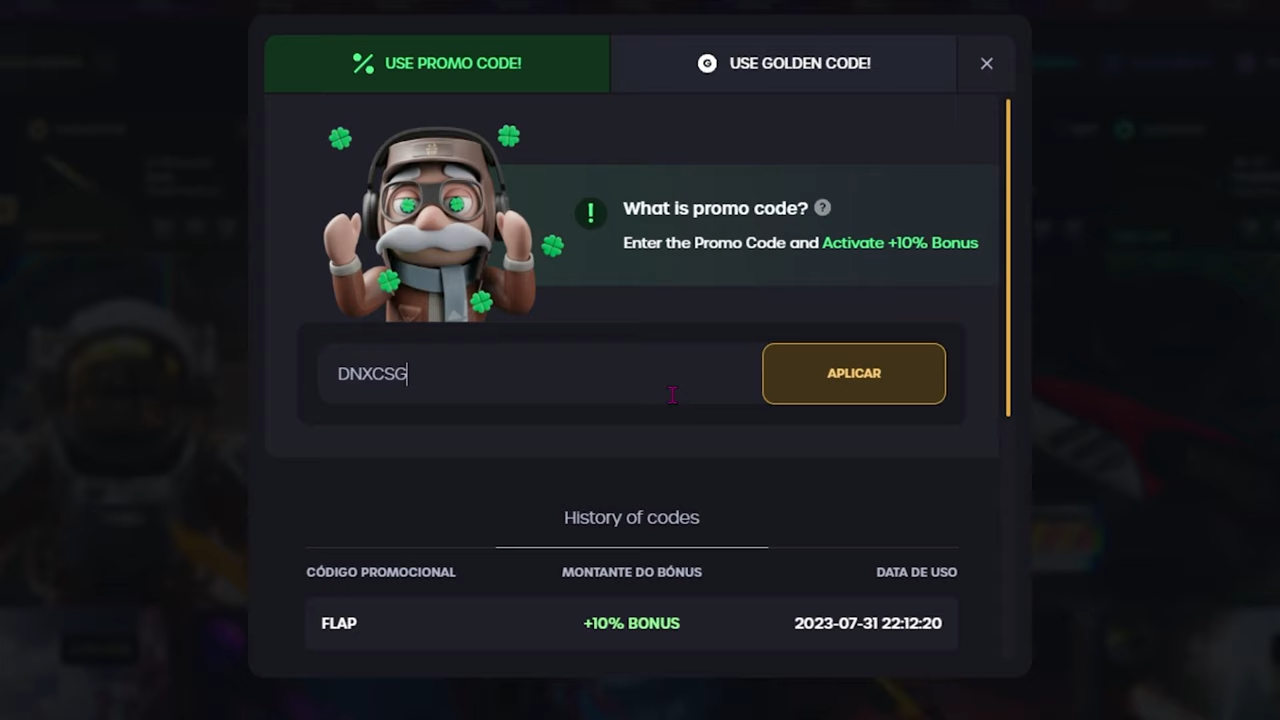 USE PROMO CODE!
G USE GOLDEN CODE!
What is promo code? ?
Enter the Promo Code and Activate +10% Bonus
DNXCSG
APLICAR
History of codes
CÓDIGO PROMOCIONAL MONTANTE DO BÓNUS DATA DE USO
FLAP +10% BONUS 2023-07-31 22:12:20